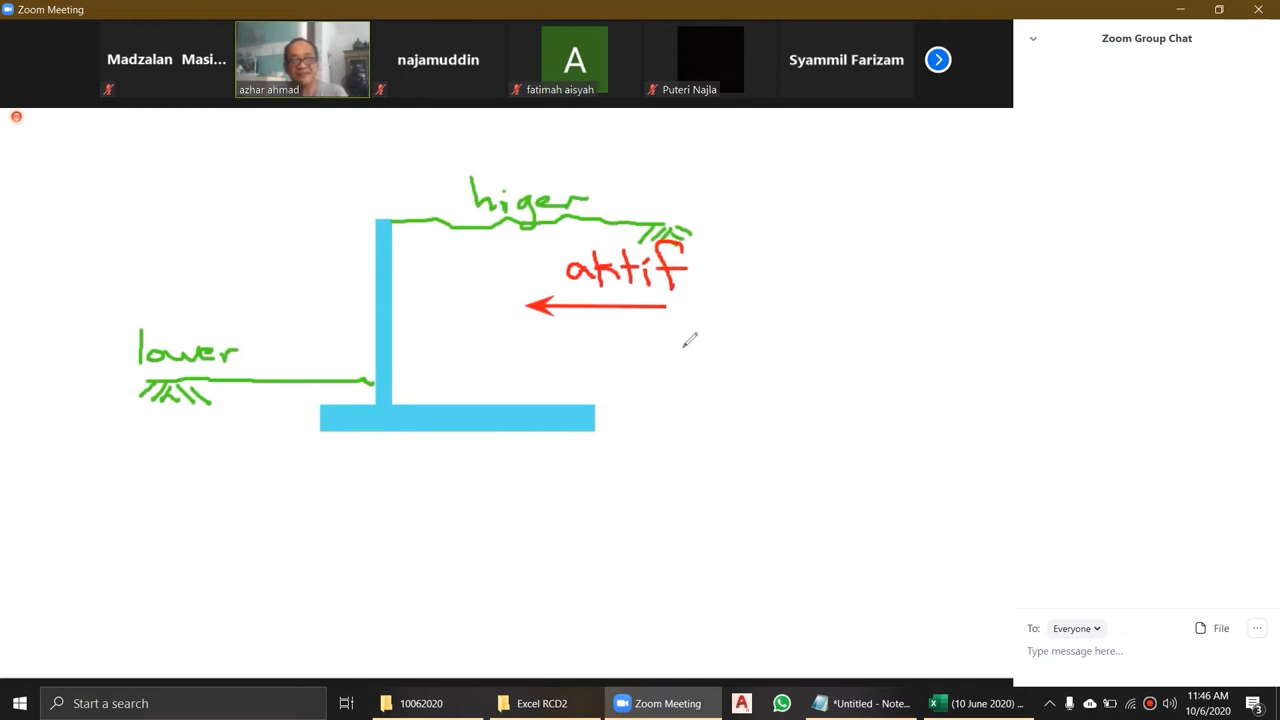 Zoom Meeting
Madzalan Masi...
azhar ahmad
najamuddin
A
fatimah aisyah
Puteri Najla
Syammil Farizam
Zoom Group Chat
higer
aktif
lower
To: Everyone
File
Type message here...
Start a search
10062020
Excel RCD2
Zoom Meeting
*Untitled - Note...
(10 June 2020) ...
11:46 AM
10/6/2020
3